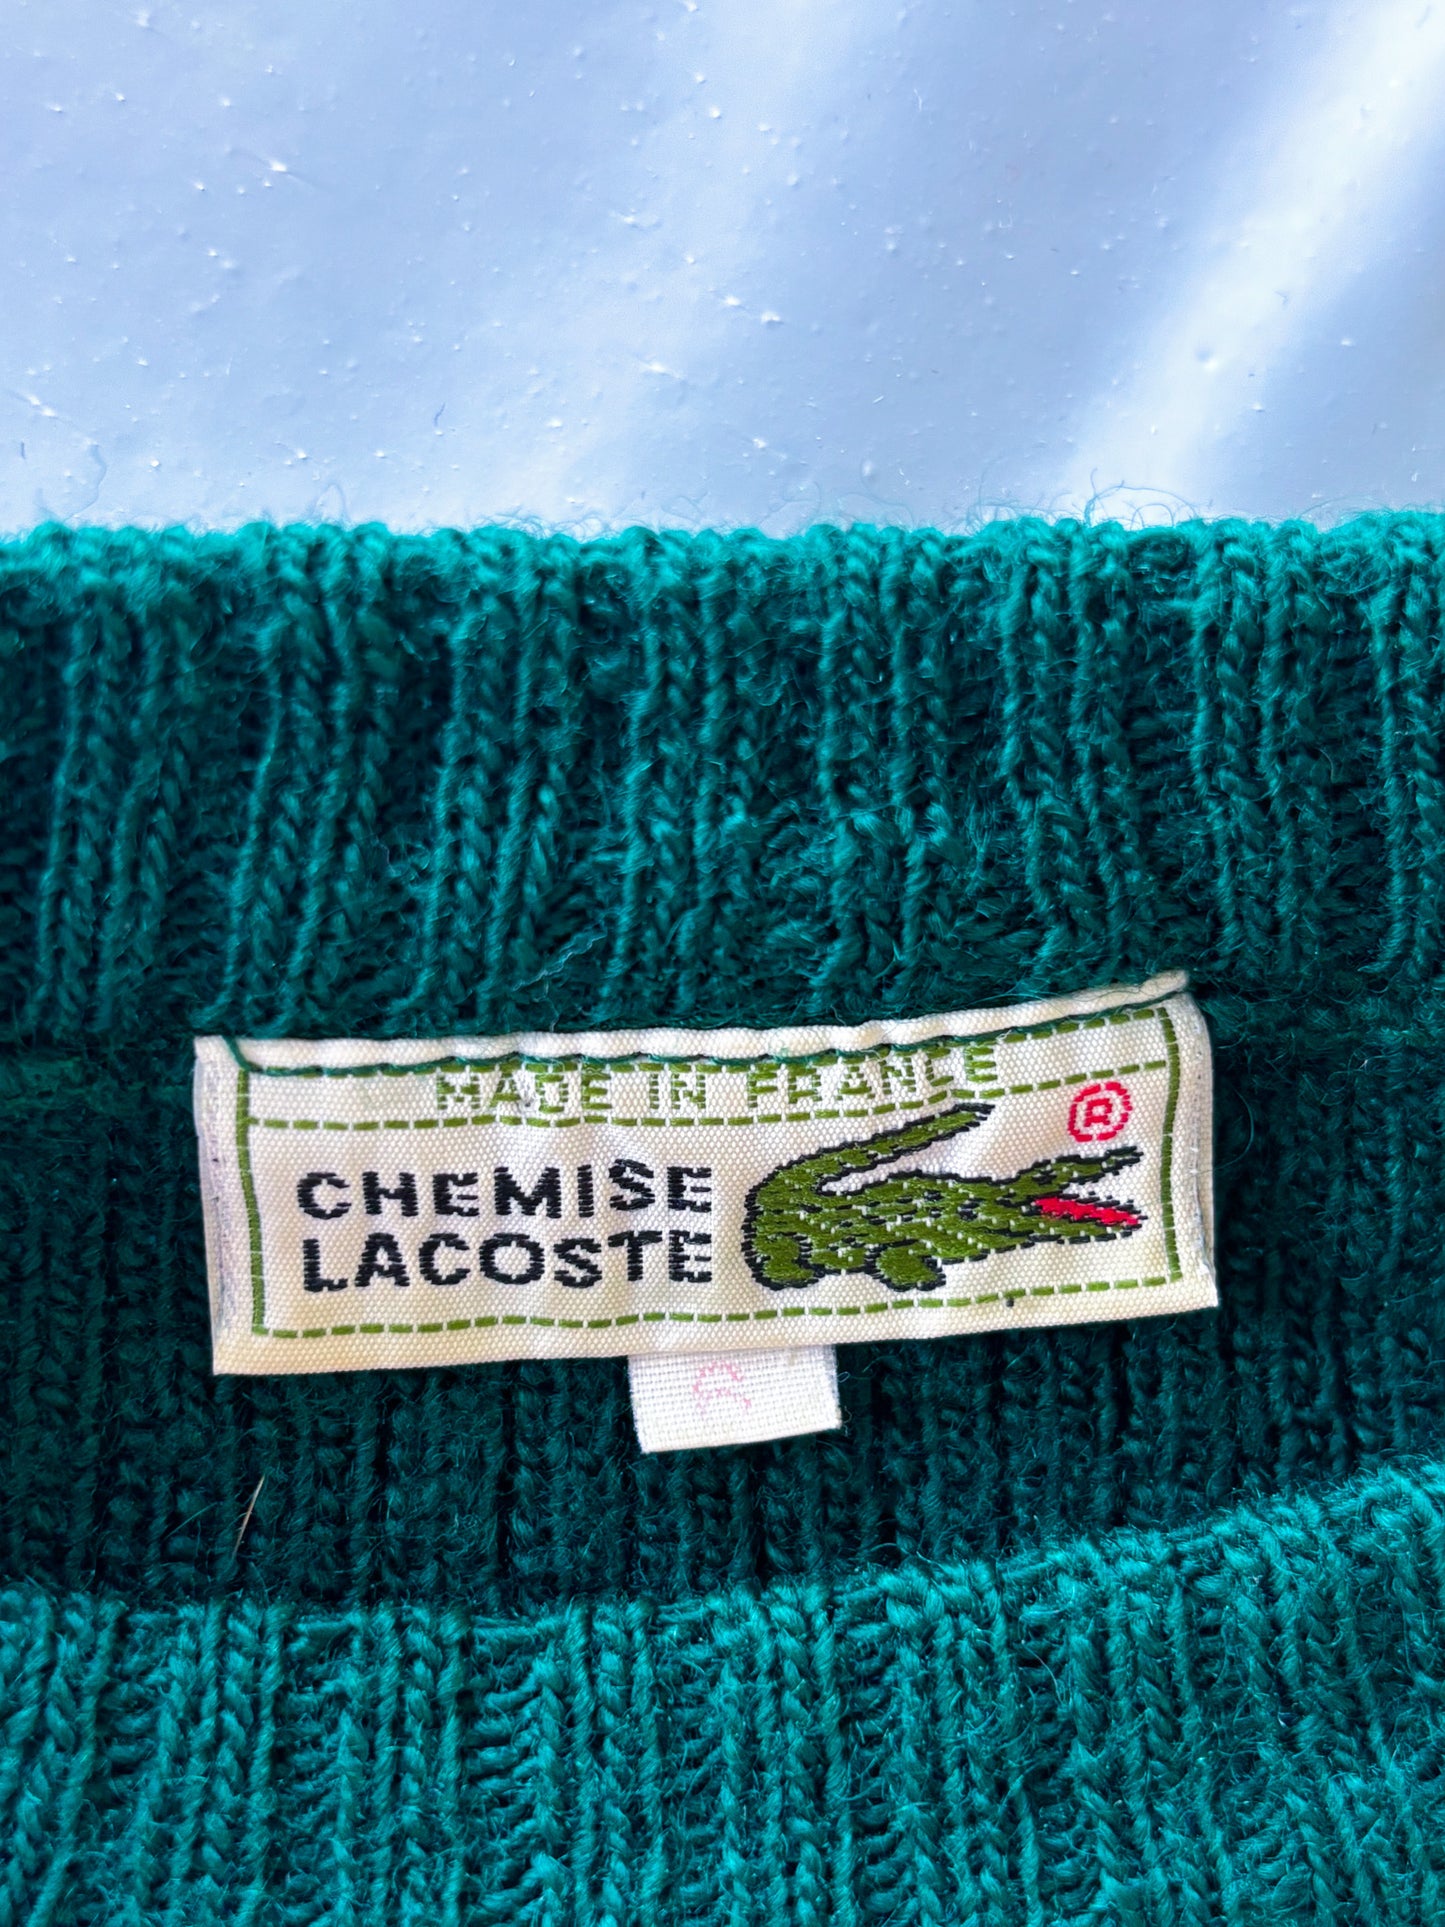 MADE IN FRANCE
®
CHEMISE
LACOSTE